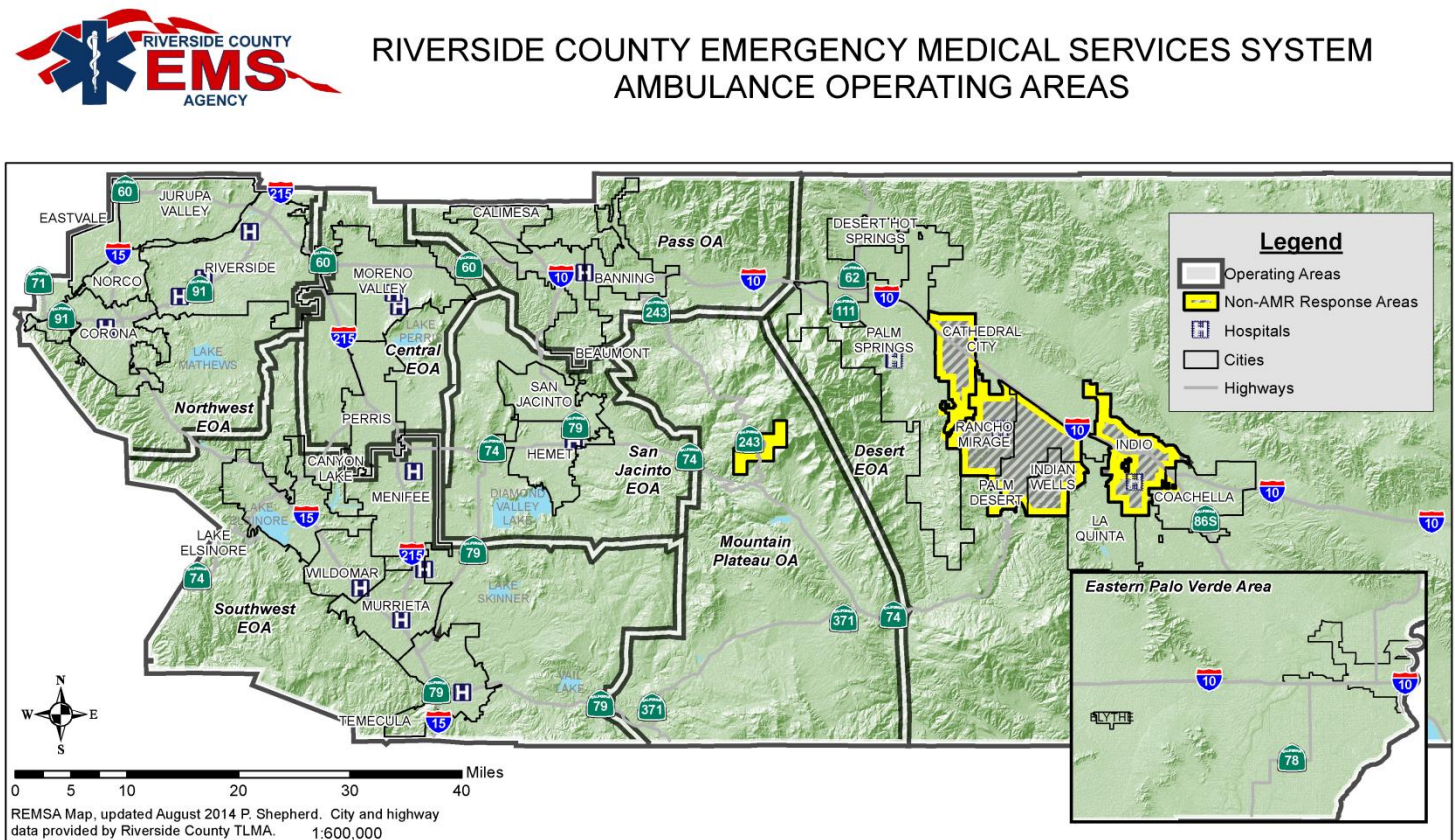 RIVERSIDE COUNTY
EMS
AGENCY
RIVERSIDE COUNTY EMERGENCY MEDICAL SERVICES SYSTEM
AMBULANCE OPERATING AREAS
Legend
Operating Areas
Non-AMR Response Areas
Hospitals
Cities
Highways
60
JURUPA
VALLEY
215
EASTVALE
15
NORCO
RIVERSIDE
71
91
91
CORONA
LAKE
MATHEWS
Northwest
EOA
60
MORENO
VALLEY
60
215
LAKE
Central
EOA
PERRIS
CALIMESA
10
BANNING
Pass OA
10
243
BEAUMONT
SAN
JACINTO
79
HEMET
74
San
Jacinto
EOA
74
DIAMOND
VALLEY
LAKE
CANYON
LAKE
MENIFEE
15
LAKE
ELSINORE
74
215
79
WILDOMAR
MURRIETA
LAKE
SKINNER
Southwest
EOA
79
TEMECULA
15
VAIL
LAKE
79
371
243
Mountain
Plateau OA
371
74
DESERT HOT
SPRINGS
62
111
10
PALM
SPRINGS
CATHEDRAL
CITY
Desert
EOA
RANCHO
MIRAGE
10
PALM
DESERT
INDIAN
WELLS
INDIO
COACHELLA
86S
LA
QUINTA
10
10
Eastern Palo Verde Area
10
10
BLYTHE
78
N
W
E
S
0
5
10
20
30
40
Miles
REMSA Map, updated August 2014 P. Shepherd. City and highway
data provided by Riverside County TLMA. 1:600,000